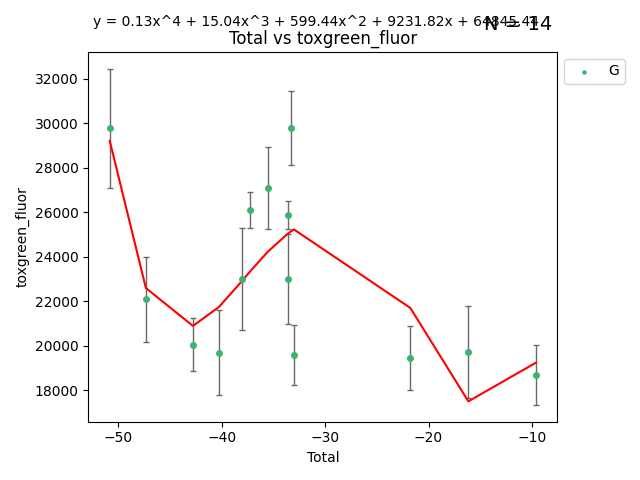 y = 0.13x^4 + 15.04x^3 + 599.44x^2 + 9231.82x + 64845.44
N = 14
Total vs toxgreen_fluor
G
32000
30000
28000
26000
24000
22000
20000
18000
toxgreen_fluor
−50
−40
−30
−20
−10
Total